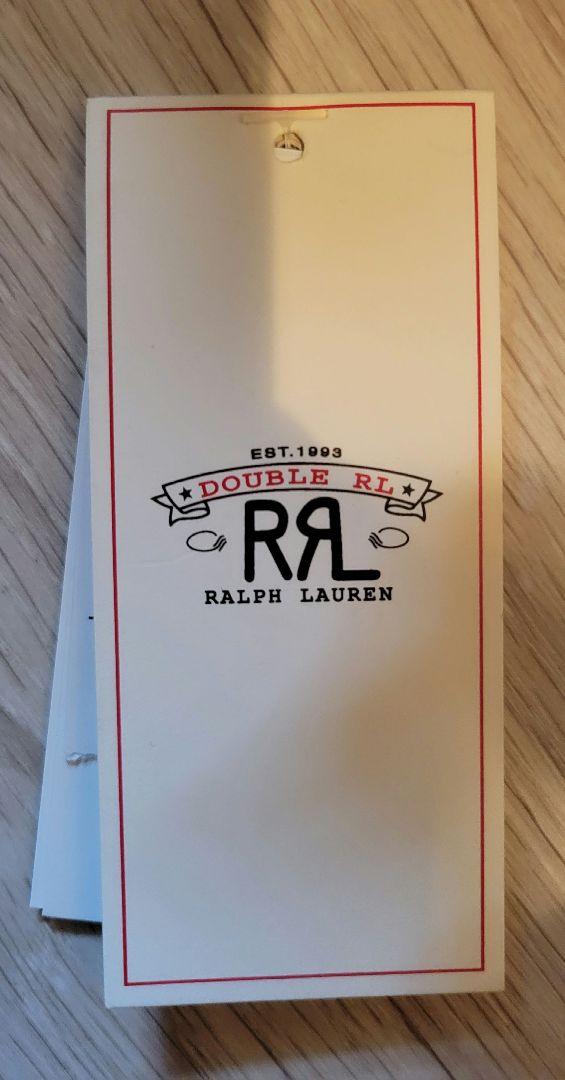 EST.1993
DOUBLE RL
RRL
RALPH LAUREN